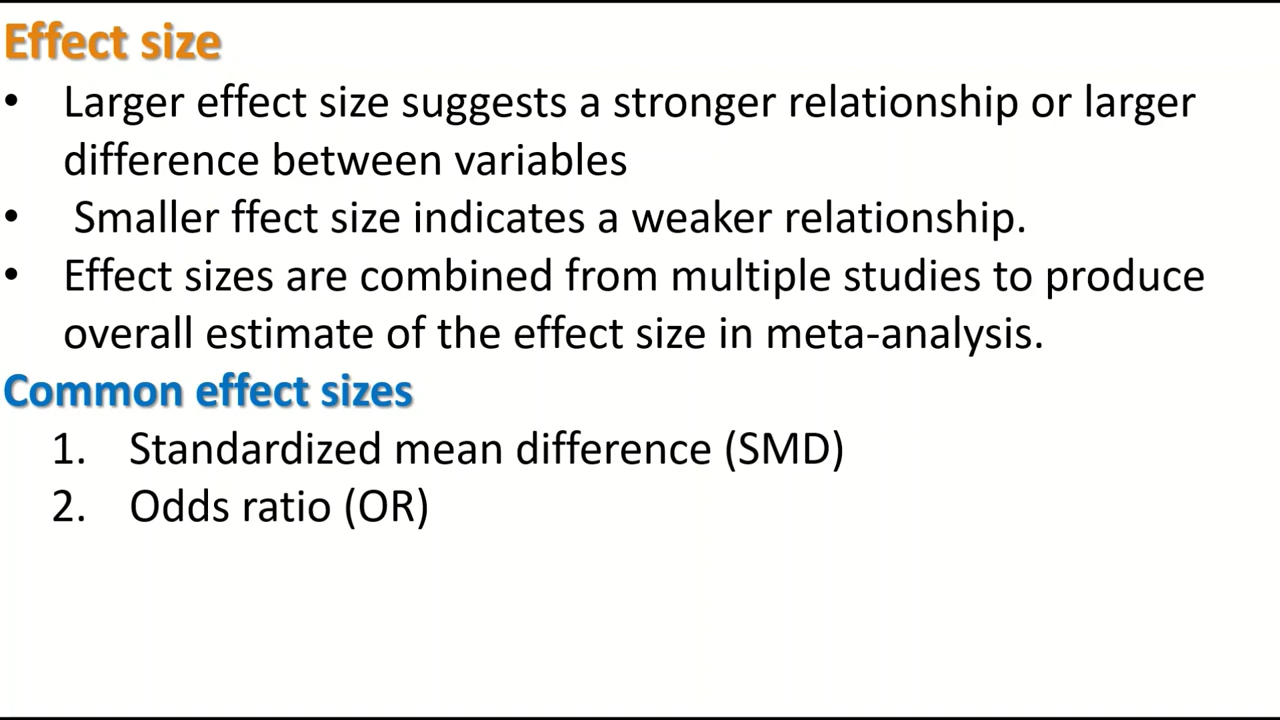 Effect size
• Larger effect size suggests a stronger relationship or larger
difference between variables
• Smaller ffect size indicates a weaker relationship.
• Effect sizes are combined from multiple studies to produce
overall estimate of the effect size in meta-analysis.
Common effect sizes
1. Standardized mean difference (SMD)
2. Odds ratio (OR)